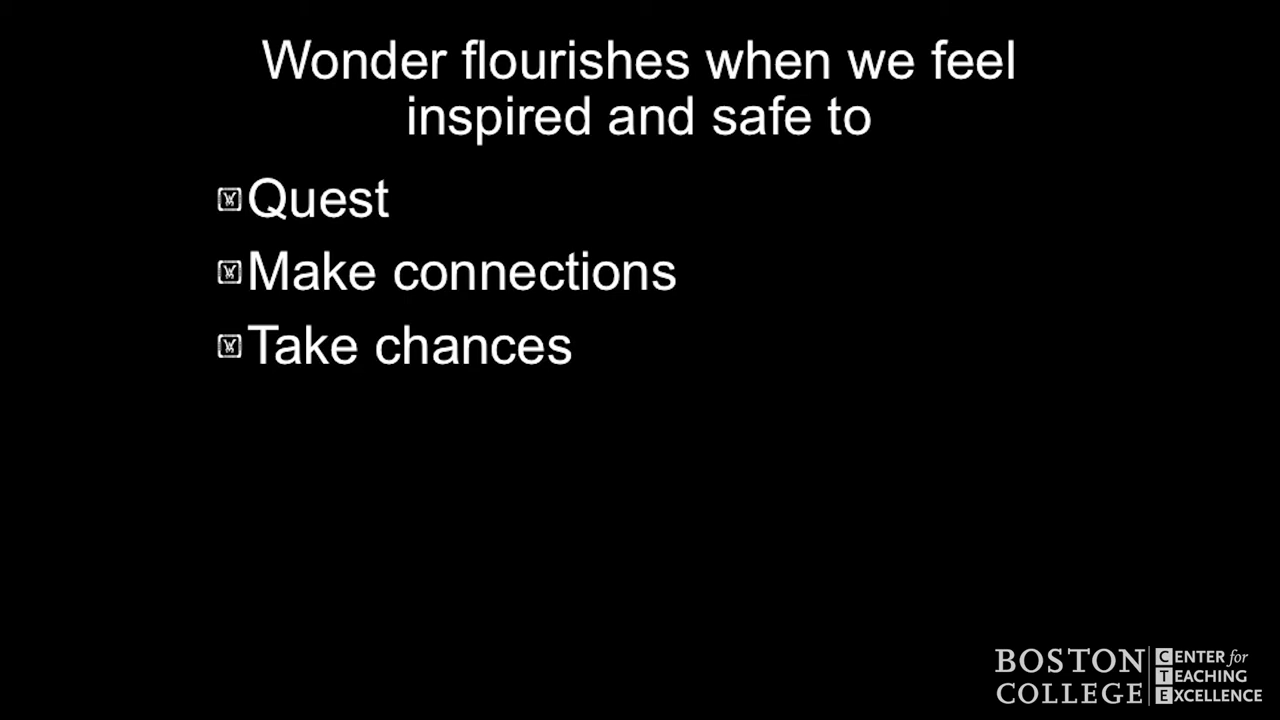 Wonder flourishes when we feel
inspired and safe to
Quest
Make connections
Take chances
BOSTON
COLLEGE
CENTER for
TEACHING
EXCELLENCE